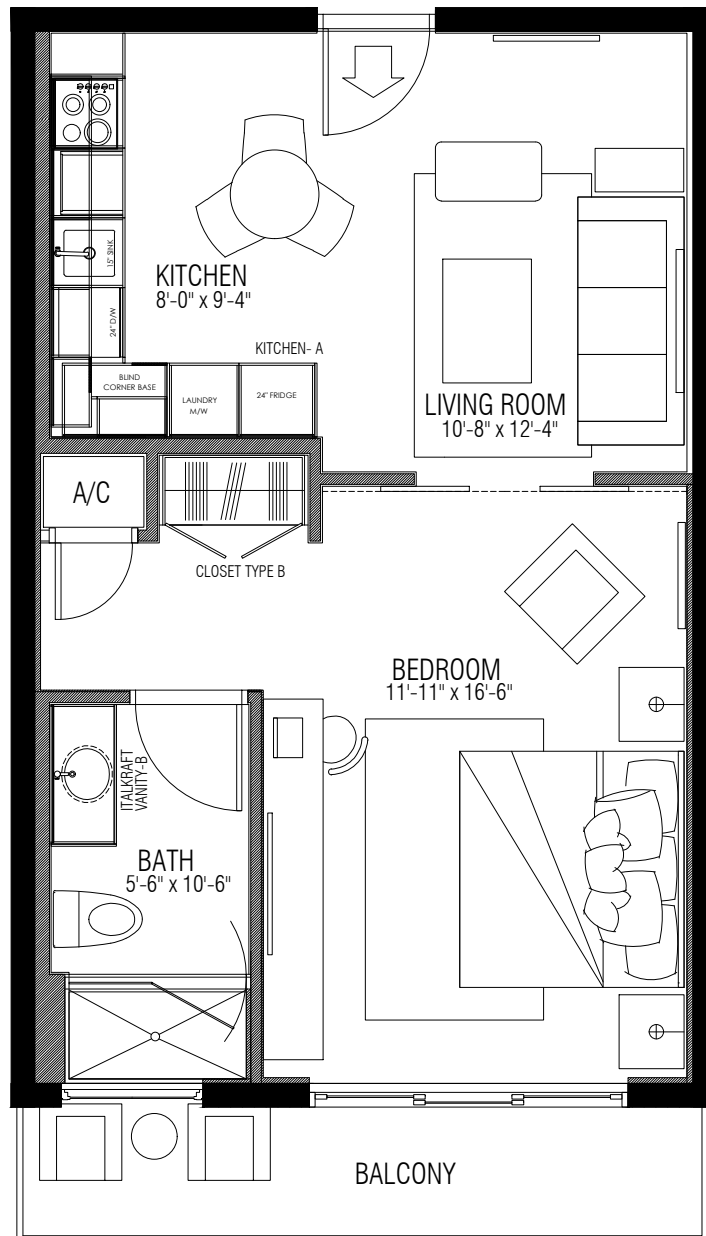 15" SINK
KITCHEN
8'-0" x 9'-4"
24" D/W
KITCHEN- A
BLIND
CORNER BASE
LAUNDRY
M/W
24" FRIDGE
LIVING ROOM
10'-8" x 12'-4"
A/C
CLOSET TYPE B
BEDROOM
11'-11" x 16'-6"
ITALKRAFT
VANITY-B
BATH
5'-6" x 10'-6"
BALCONY